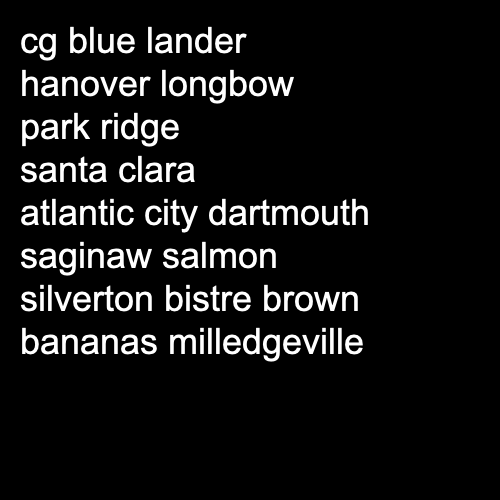 cg blue lander
hanover longbow
park ridge
santa clara
atlantic city dartmouth
saginaw salmon
silverton bistre brown
bananas milledgeville